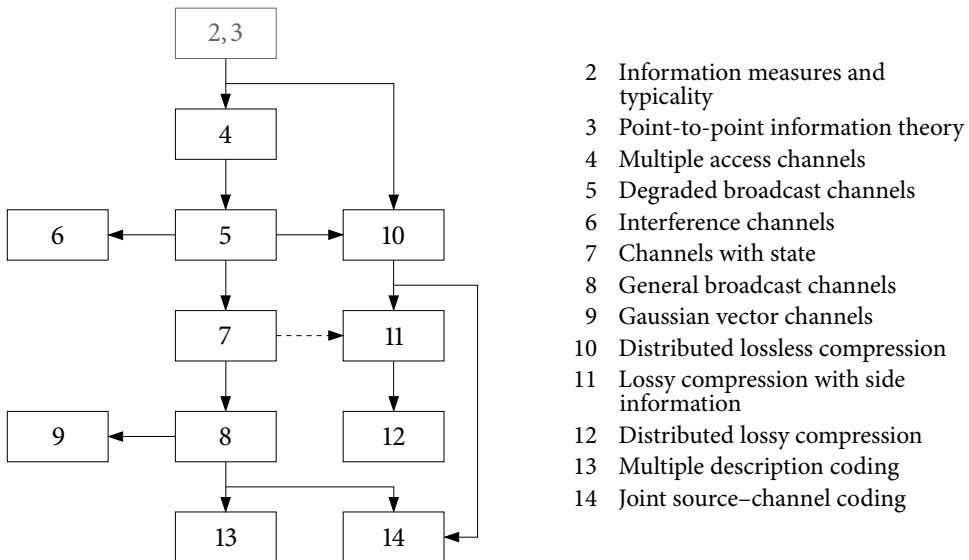 2, 3
4
6
5
10
7
11
9
8
12
13
14
2 Information measures and
typicality
3 Point-to-point information theory
4 Multiple access channels
5 Degraded broadcast channels
6 Interference channels
7 Channels with state
8 General broadcast channels
9 Gaussian vector channels
10 Distributed lossless compression
11 Lossy compression with side
information
12 Distributed lossy compression
13 Multiple description coding
14 Joint source–channel coding